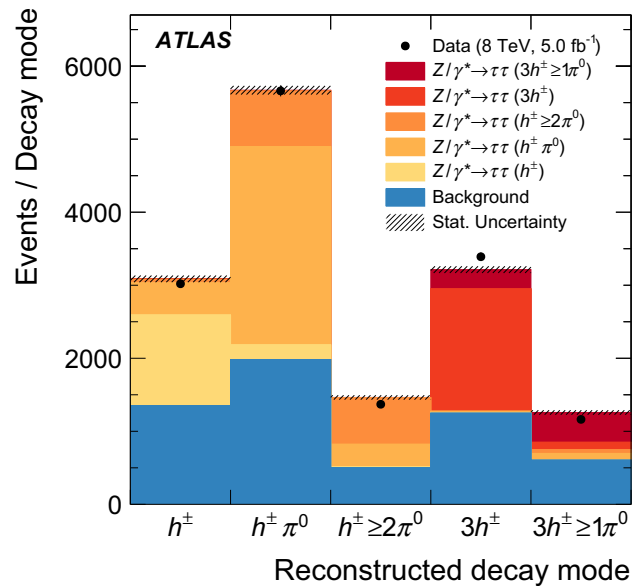 ATLAS
Data (8 TeV, 5.0 fb⁻¹)
Z/γ*→ττ (3h± ≥1π⁰)
Z/γ*→ττ (3h±)
Z/γ*→ττ (h± ≥2π⁰)
Z/γ*→ττ (h± π⁰)
Z/γ*→ττ (h±)
Background
Stat. Uncertainty
Events / Decay mode
6000
4000
2000
0
h± h± π⁰ h± ≥2π⁰ 3h± 3h± ≥1π⁰
Reconstructed decay mode